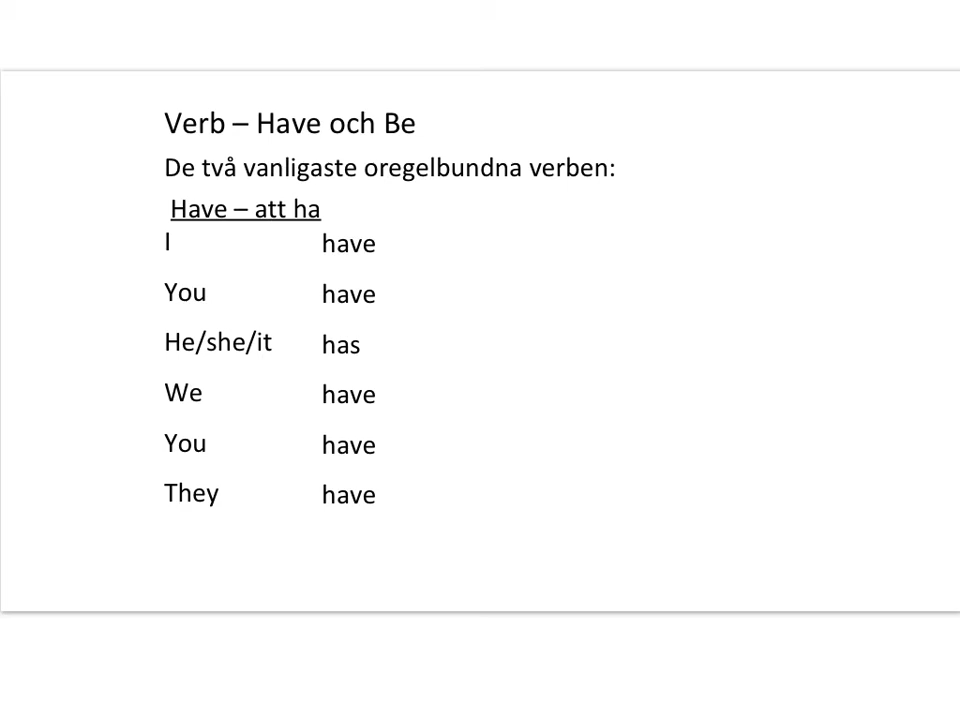 Verb – Have och Be
De två vanligaste oregelbundna verben:
Have – att ha
I have
You have
He/she/it has
We have
You have
They have